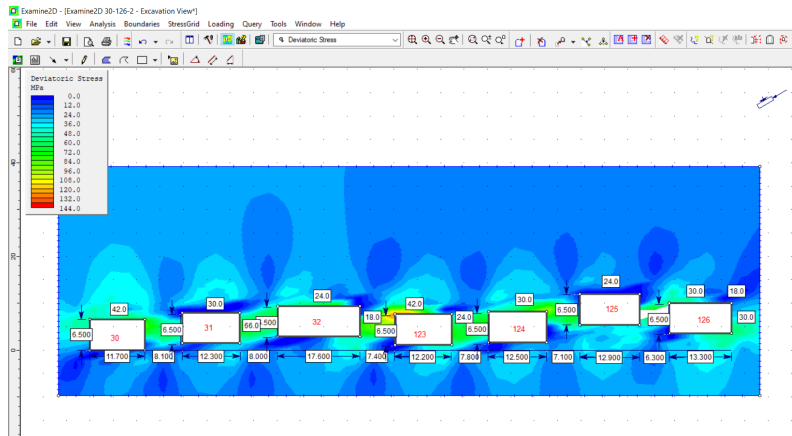 Examine2D - [Examine2D 30-126-2 - Excavation View*]
File Edit View Analysis Boundaries StressGrid Loading Query Tools Window Help
Deviatoric Stress
Deviatoric Stress
MPa
0.0
12.0
24.0
36.0
48.0
60.0
72.0
84.0
96.0
108.0
120.0
132.0
144.0
40
20
0
24.0
24.0 30.0 18.0
42.0 30.0 42.0 30.0
6.500 30 6.500 31 66.0 .500 32 18.0 6.500 123 24.0 6.500 124 6.500 125 6.500 126 30.0
11.700 8.100 12.300 8.000 17.600 7.400 12.200 7.800 12.500 7.100 12.900 6.300 13.300